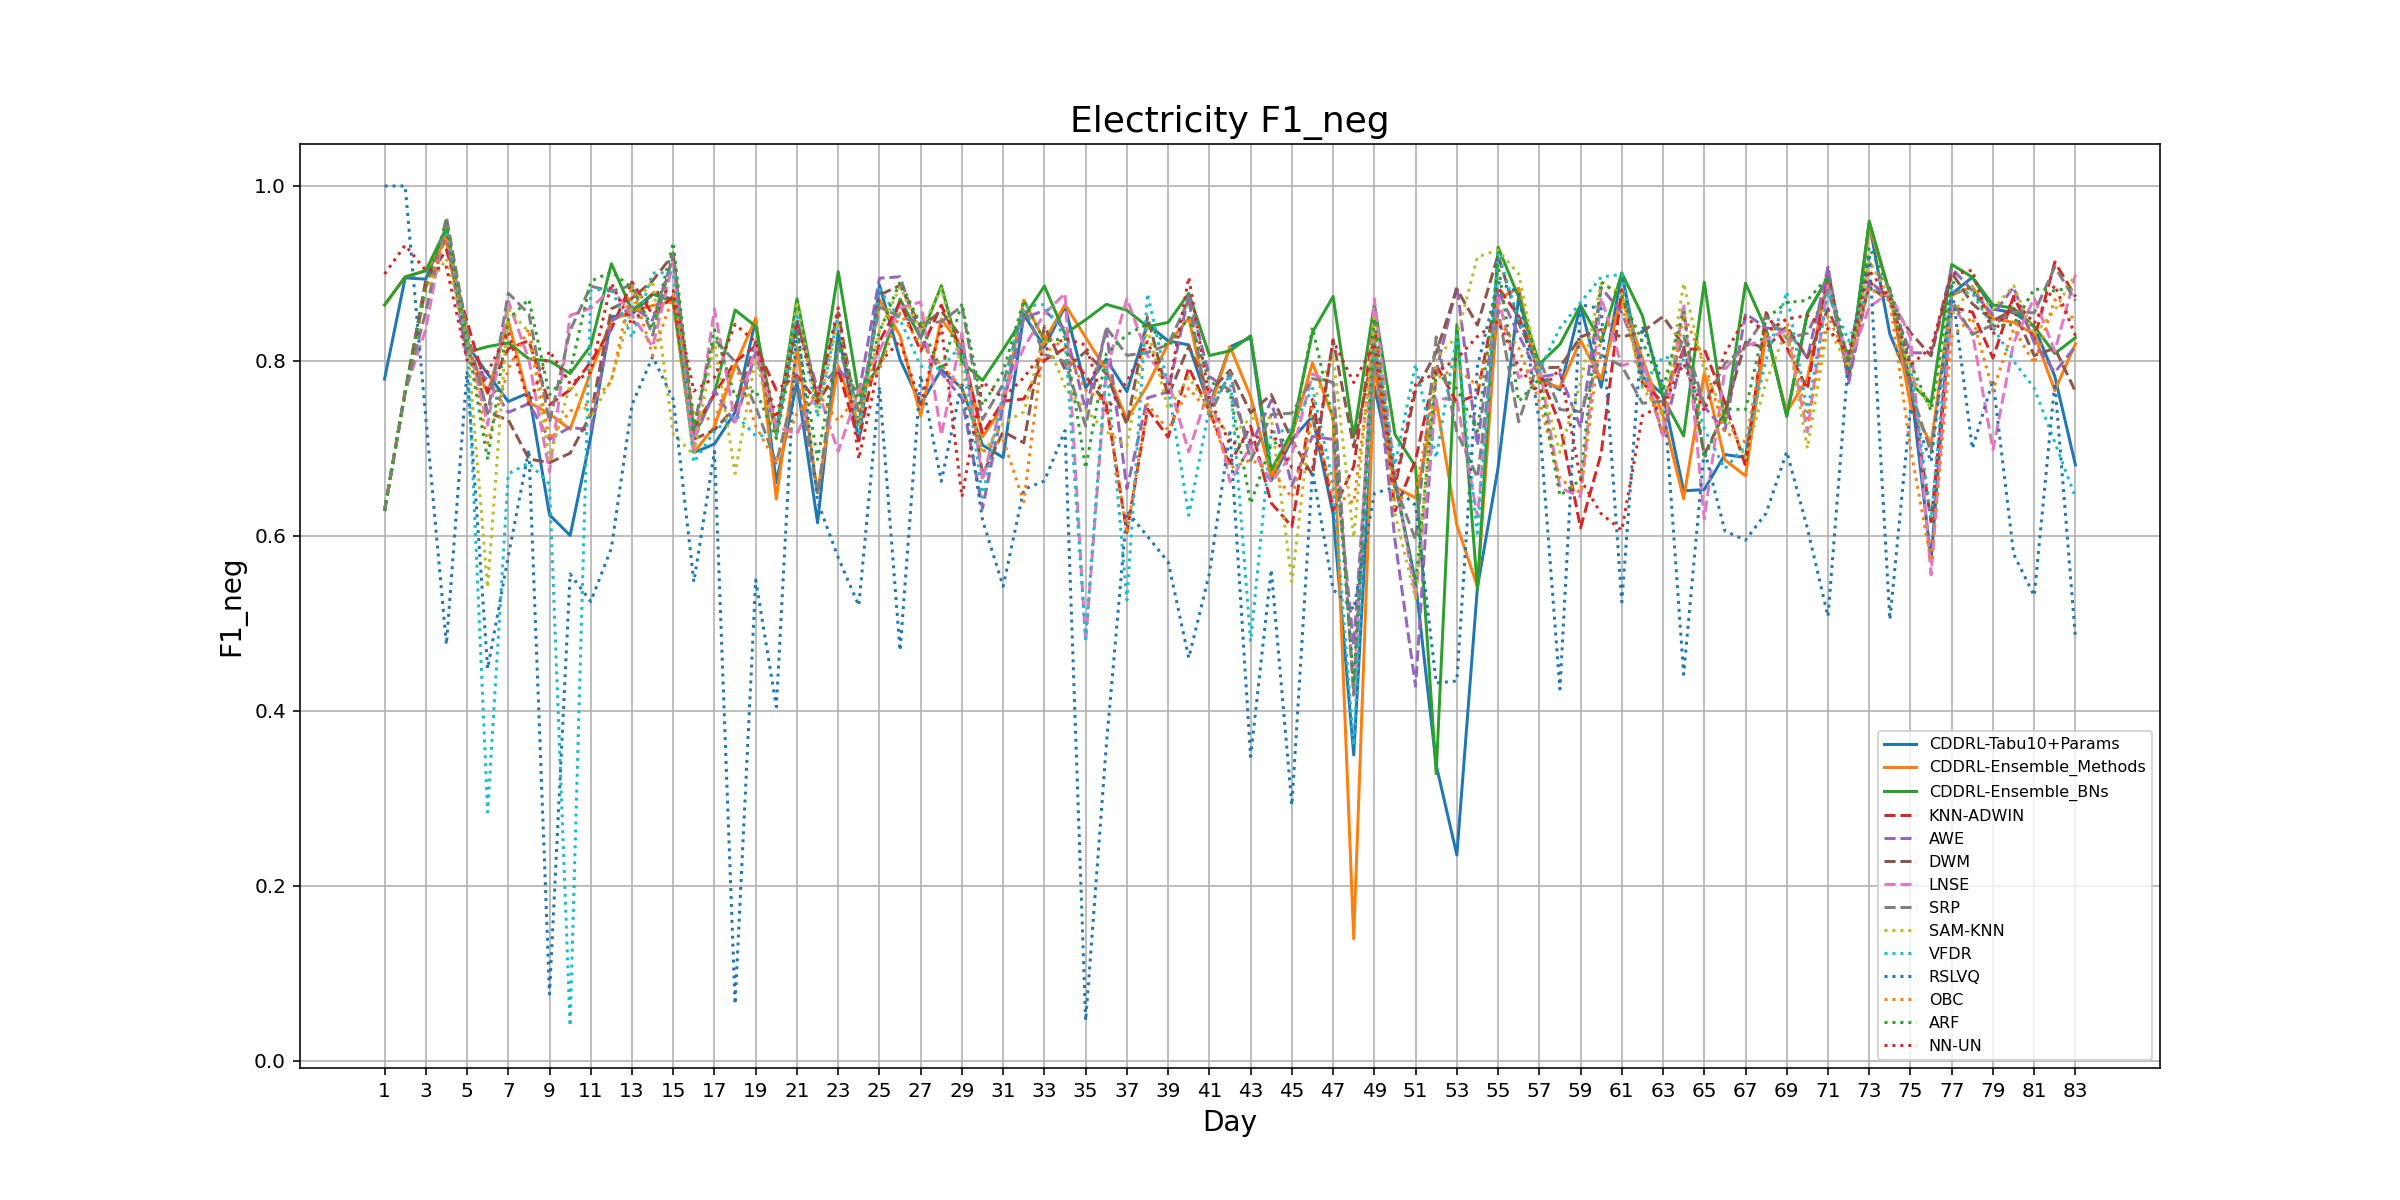 Electricity F1_neg
F1_neg
1.0
0.8
0.6
0.4
0.2
0.0
1 3 5 7 9 11 13 15 17 19 21 23 25 27 29 31 33 35 37 39 41 43 45 47 49 51 53 55 57 59 61 63 65 67 69 71 73 75 77 79 81 83
Day
CDDRL-Tabu10+Params
CDDRL-Ensemble_Methods
CDDRL-Ensemble_BNs
KNN-ADWIN
AWE
DWM
LNSE
SRP
SAM-KNN
VFDR
RSLVQ
OBC
ARF
NN-UN